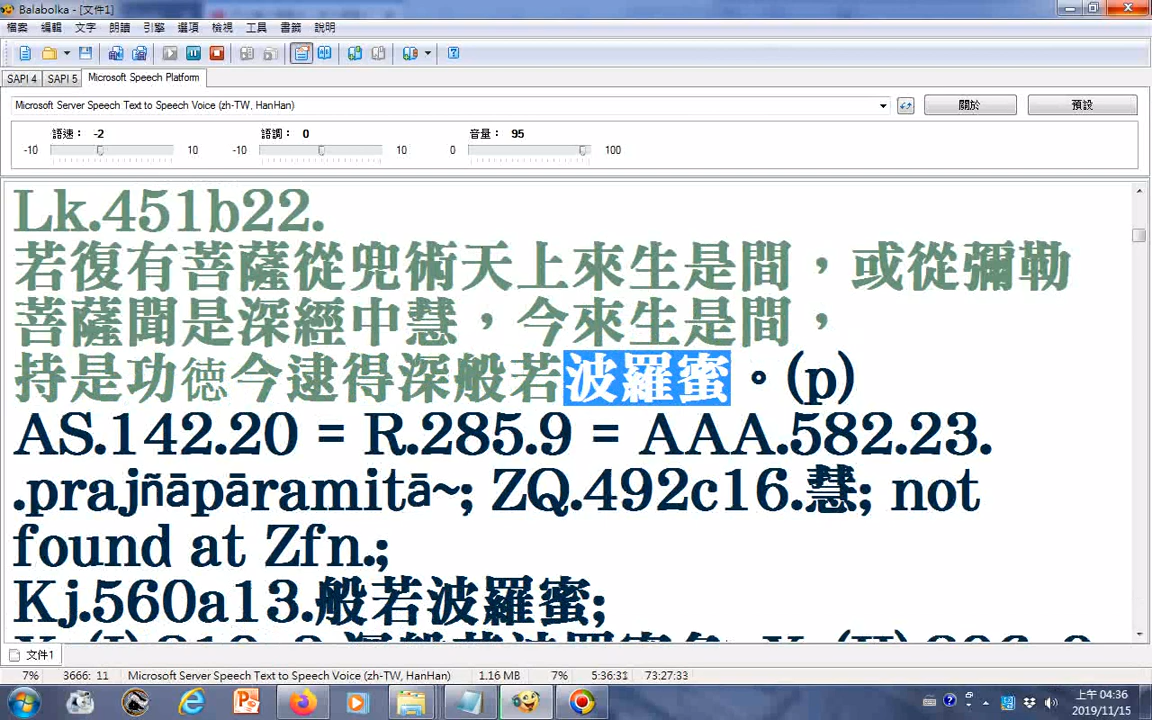 Balabolka - [文件1]
檔案 編輯 文字 朗讀 引擎 選項 檢視 工具 書籤 說明
SAPI 4 SAPI 5 Microsoft Speech Platform
Microsoft Server Speech Text to Speech Voice (zh-TW, HanHan) 關於 預設
語速： -2 語調： 0 音量： 95
-10 10 -10 10 0 100
Lk.451b22.
若復有菩薩從兜術天上來生是間，或從彌勒
菩薩聞是深經中慧，今來生是間，
持是功徳今逮得深般若波羅蜜。(p)
AS.142.20 = R.285.9 = AAA.582.23.
.prajñāpāramitā~; ZQ.492c16.慧; not
found at Zfn.;
Kj.560a13.般若波羅蜜;
文件1
7% 3666: 11 Microsoft Server Speech Text to Speech Voice (zh-TW, HanHan) 1.16 MB 7% 5:36:31 73:27:33
上午 04:36
2019/11/15